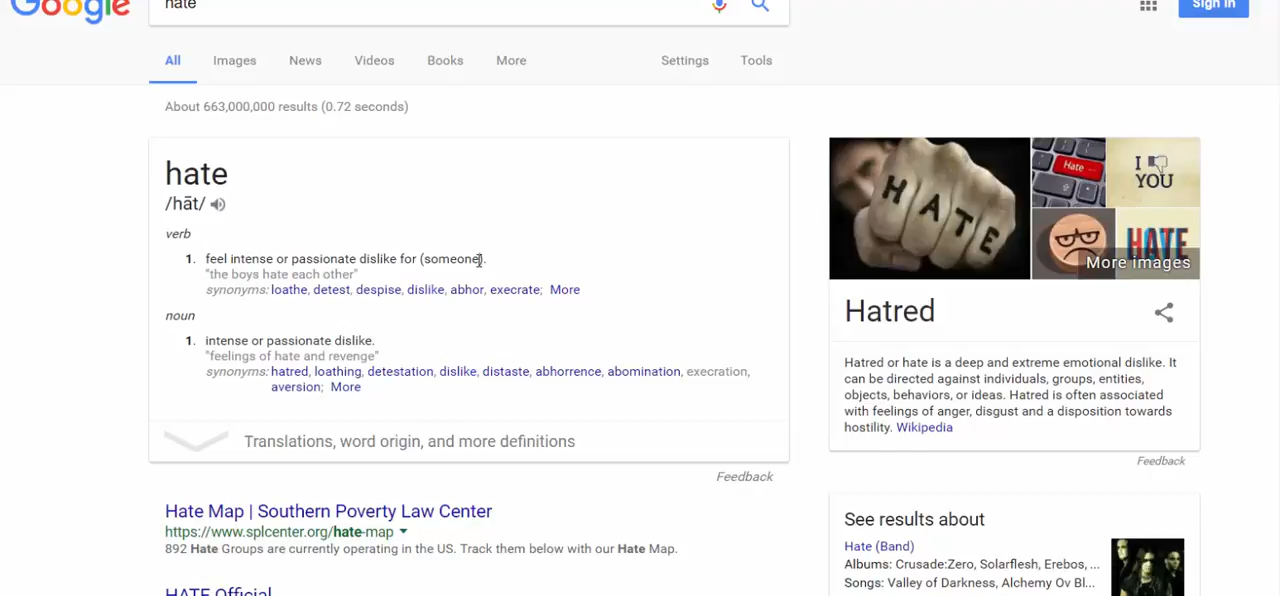 Google
hate
Sign in
All Images News Videos Books More Settings Tools
About 663,000,000 results (0.72 seconds)
hate
/hāt/
verb
1. feel intense or passionate dislike for (someone).
"the boys hate each other"
synonyms: loathe, detest, despise, dislike, abhor, execrate; More
noun
1. intense or passionate dislike.
"feelings of hate and revenge"
synonyms: hatred, loathing, detestation, dislike, distaste, abhorrence, abomination, execration,
aversion; More
Translations, word origin, and more definitions
Feedback
Hate Map | Southern Poverty Law Center
https://www.splcenter.org/hate-map
892 Hate Groups are currently operating in the US. Track them below with our Hate Map.
HATE Official
HATE
Hate
I YOU
HATE
More images
Hatred
Hatred or hate is a deep and extreme emotional dislike. It
can be directed against individuals, groups, entities,
objects, behaviors, or ideas. Hatred is often associated
with feelings of anger, disgust and a disposition towards
hostility. Wikipedia
Feedback
See results about
Hate (Band)
Albums: Crusade:Zero, Solarflesh, Erebos, ...
Songs: Valley of Darkness, Alchemy Ov Bl...